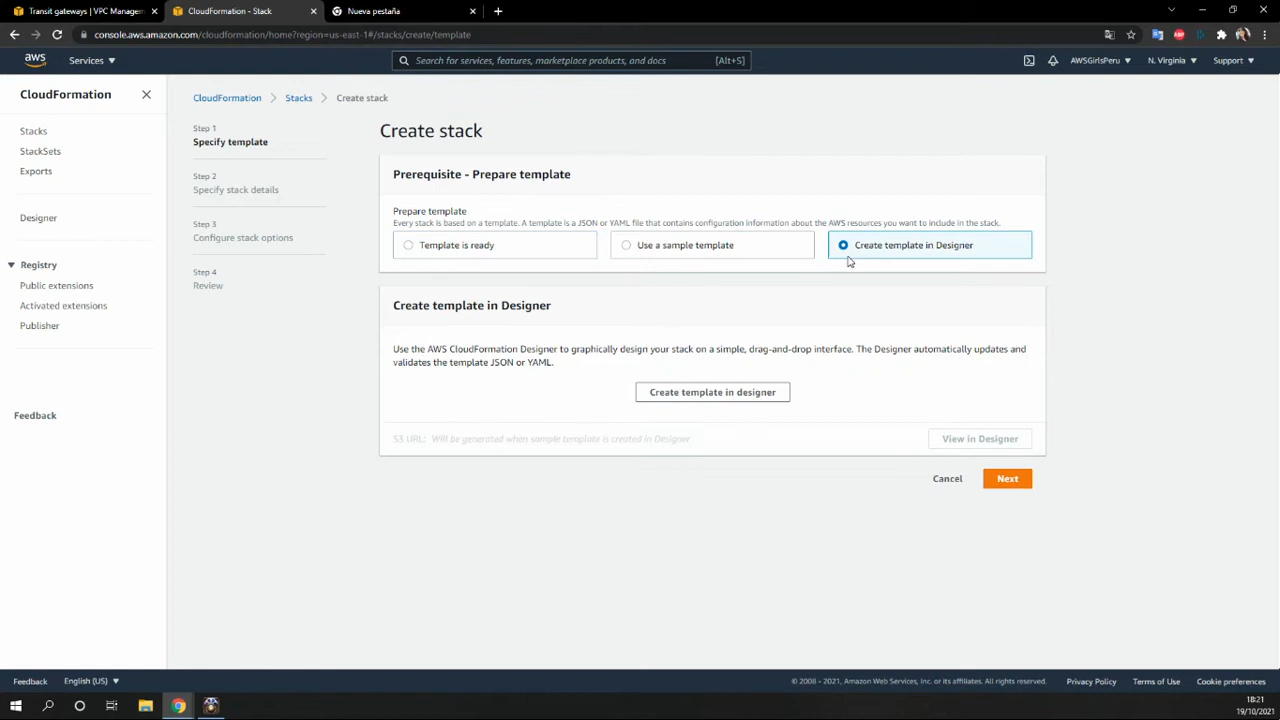 Transit gateways | VPC Manager
CloudFormation - Stack
Nueva pestaña
console.aws.amazon.com/cloudformation/home?region=us-east-1#/stacks/create/template
aws
Services
Search for services, features, marketplace products, and docs
[Alt+S]
AWSGirlsPeru
N. Virginia
Support
CloudFormation
Stacks
StackSets
Exports
Designer
Registry
Public extensions
Activated extensions
Publisher
Feedback
CloudFormation > Stacks > Create stack
Step 1
Specify template
Step 2
Specify stack details
Step 3
Configure stack options
Step 4
Review
Create stack
Prerequisite - Prepare template
Prepare template
Every stack is based on a template. A template is a JSON or YAML file that contains configuration information about the AWS resources you want to include in the stack.
Template is ready
Use a sample template
Create template in Designer
Create template in Designer
Use the AWS CloudFormation Designer to graphically design your stack on a simple, drag-and-drop interface. The Designer automatically updates and
validates the template JSON or YAML.
Create template in designer
S3 URL: Will be generated when sample template is created in Designer
View in Designer
Cancel
Next
Feedback
English (US)
© 2008 - 2021, Amazon Web Services, Inc. or its affiliates. All rights reserved.
Privacy Policy
Terms of Use
Cookie preferences
18:21
19/10/2021